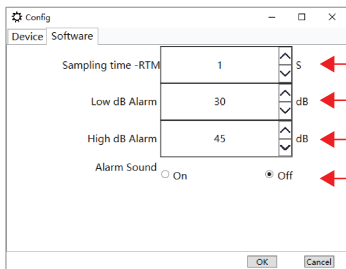 Config
Device Software
Sampling time -RTM 1 S
Low dB Alarm 30 dB
High dB Alarm 45 dB
Alarm Sound On Off
OK Cancel